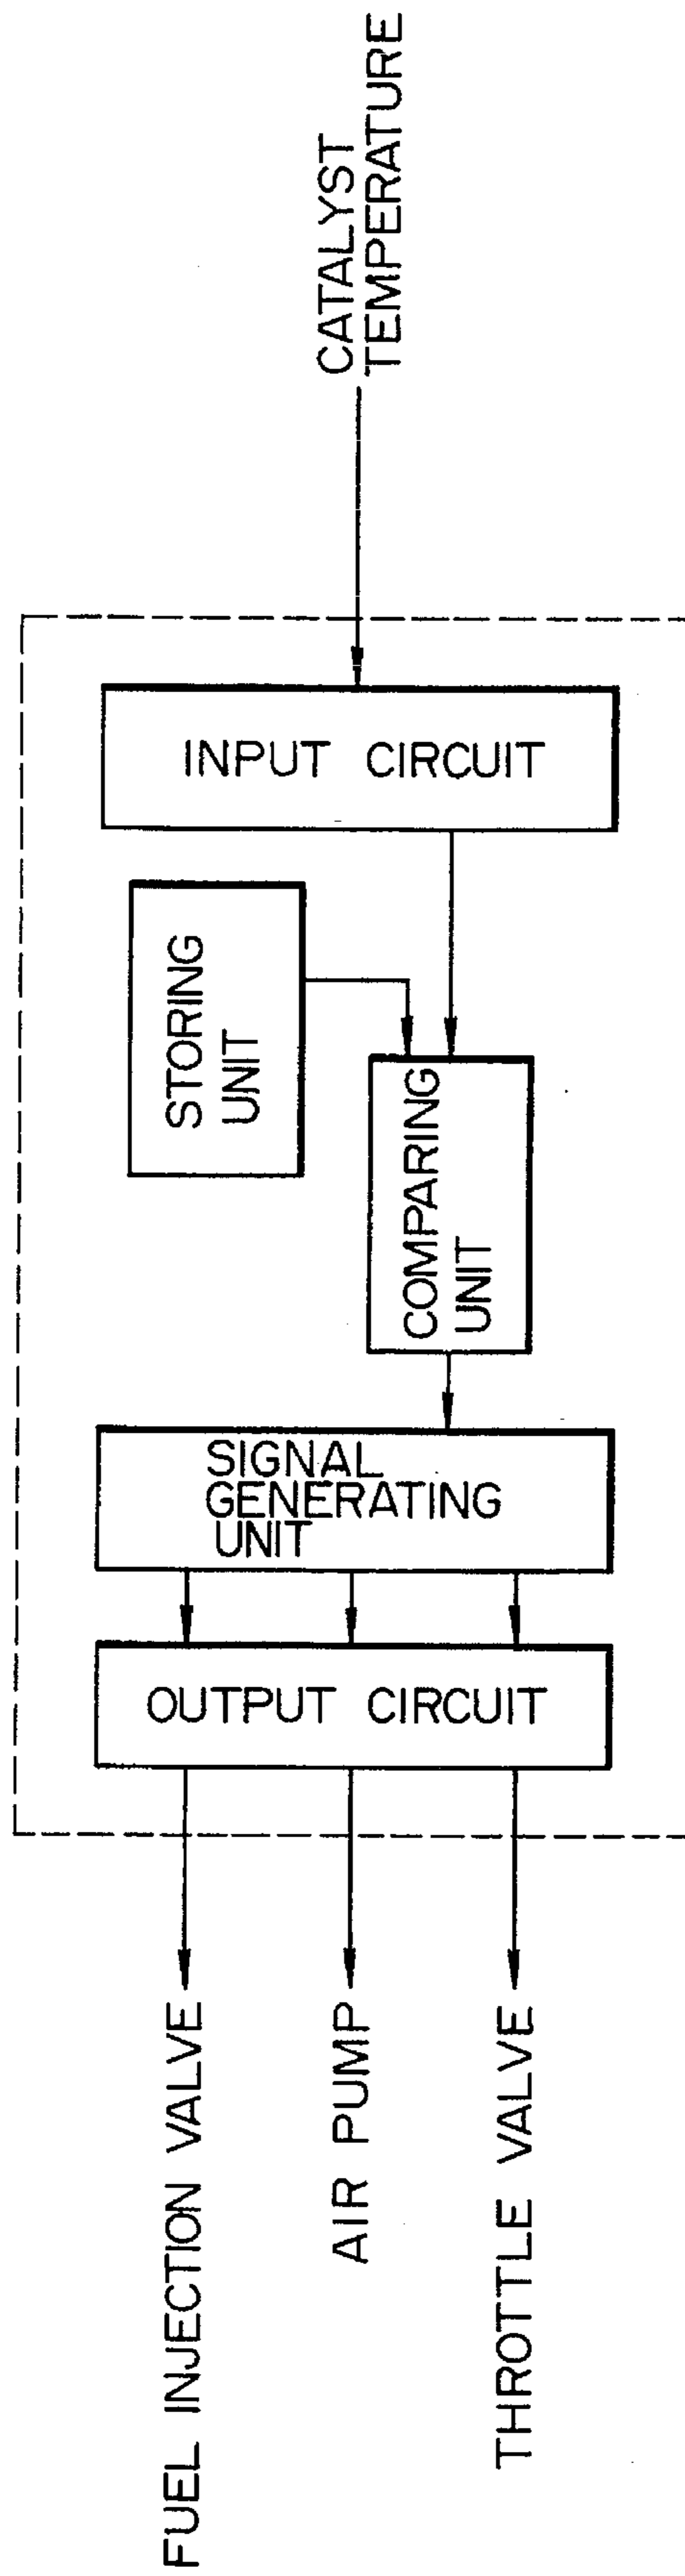 CATALYST
TEMPERATURE
INPUT CIRCUIT
STORING
UNIT
COMPARING
UNIT
SIGNAL
GENERATING
UNIT
OUTPUT CIRCUIT
FUEL INJECTION VALVE
AIR PUMP
THROTTLE VALVE